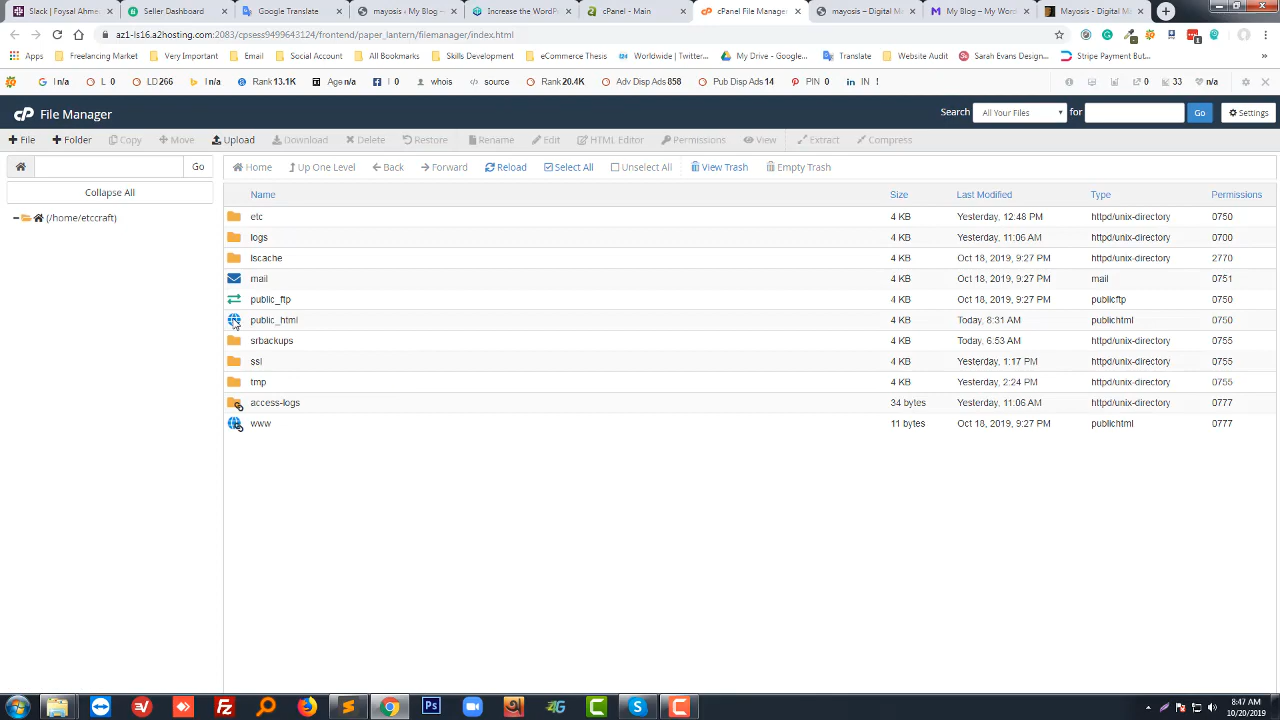 Slack | Foysal Ahme
Seller Dashboard
Google Translate
mayosis ‹ My Blog –
Increase the WordP
cPanel - Main
cPanel File Manager
mayosis – Digital M
My Blog – My Word
Mayosis – Digital M
az1-ls16.a2hosting.com:2083/cpsess9499643124/frontend/paper_lantern/filemanager/index.html
Apps
Freelancing Market
Very Important
Email
Social Account
All Bookmarks
Skills Development
eCommerce Thesis
Worldwide | Twitter
My Drive - Google
Translate
Website Audit
Sarah Evans Design
Stripe Payment But
I n/a
L 0
LD 266
I n/a
Rank 13.1K
Age n/a
I 0
whois
source
Rank 20.4K
Adv Disp Ads 858
Pub Disp Ads 14
PIN 0
IN !
0
33
n/a
cP File Manager
Search
All Your Files
for
Go
Settings
File
Folder
Copy
Move
Upload
Download
Delete
Restore
Rename
Edit
HTML Editor
Permissions
View
Extract
Compress
Go
Home
Up One Level
Back
Forward
Reload
Select All
Unselect All
View Trash
Empty Trash
Collapse All
(/home/etccraft)
Name Size Last Modified Type Permissions
etc 4 KB Yesterday, 12:48 PM httpd/unix-directory 0750
logs 4 KB Yesterday, 11:06 AM httpd/unix-directory 0700
lscache 4 KB Oct 18, 2019, 9:27 PM httpd/unix-directory 2770
mail 4 KB Oct 18, 2019, 9:27 PM mail 0751
public_ftp 4 KB Oct 18, 2019, 9:27 PM publicftp 0750
public_html 4 KB Today, 8:31 AM publichtml 0750
srbackups 4 KB Today, 6:53 AM httpd/unix-directory 0755
ssl 4 KB Yesterday, 1:17 PM httpd/unix-directory 0755
tmp 4 KB Yesterday, 2:24 PM httpd/unix-directory 0755
access-logs 34 bytes Yesterday, 11:06 AM httpd/unix-directory 0777
www 11 bytes Oct 18, 2019, 9:27 PM publichtml 0777
8:47 AM
10/20/2019